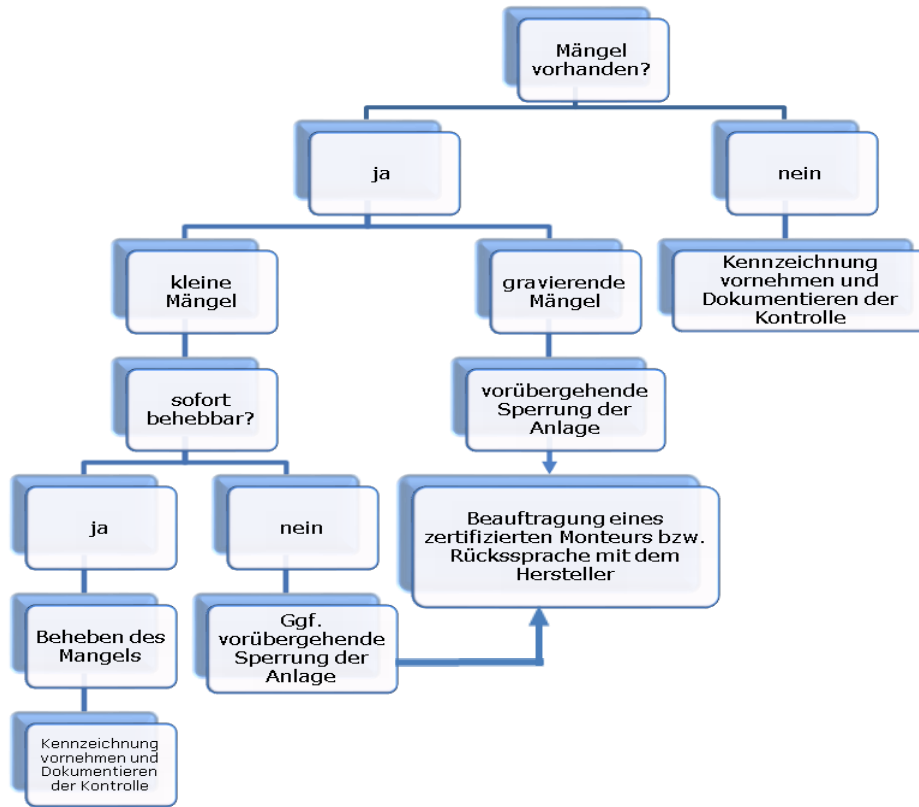 Mängel
vorhanden?
ja
nein
kleine
Mängel
gravierende
Mängel
Kennzeichnung
vornehmen und
Dokumentieren der
Kontrolle
sofort
behebbar?
vorübergehende
Sperrung der
Anlage
ja
nein
Beauftragung eines
zertifizierten Monteurs bzw.
Rückssprache mit dem
Hersteller
Beheben des
Mangels
Ggf.
vorübergehende
Sperrung der
Anlage
Kennzeichnung
vornehmen und
Dokumentieren
der Kontrolle